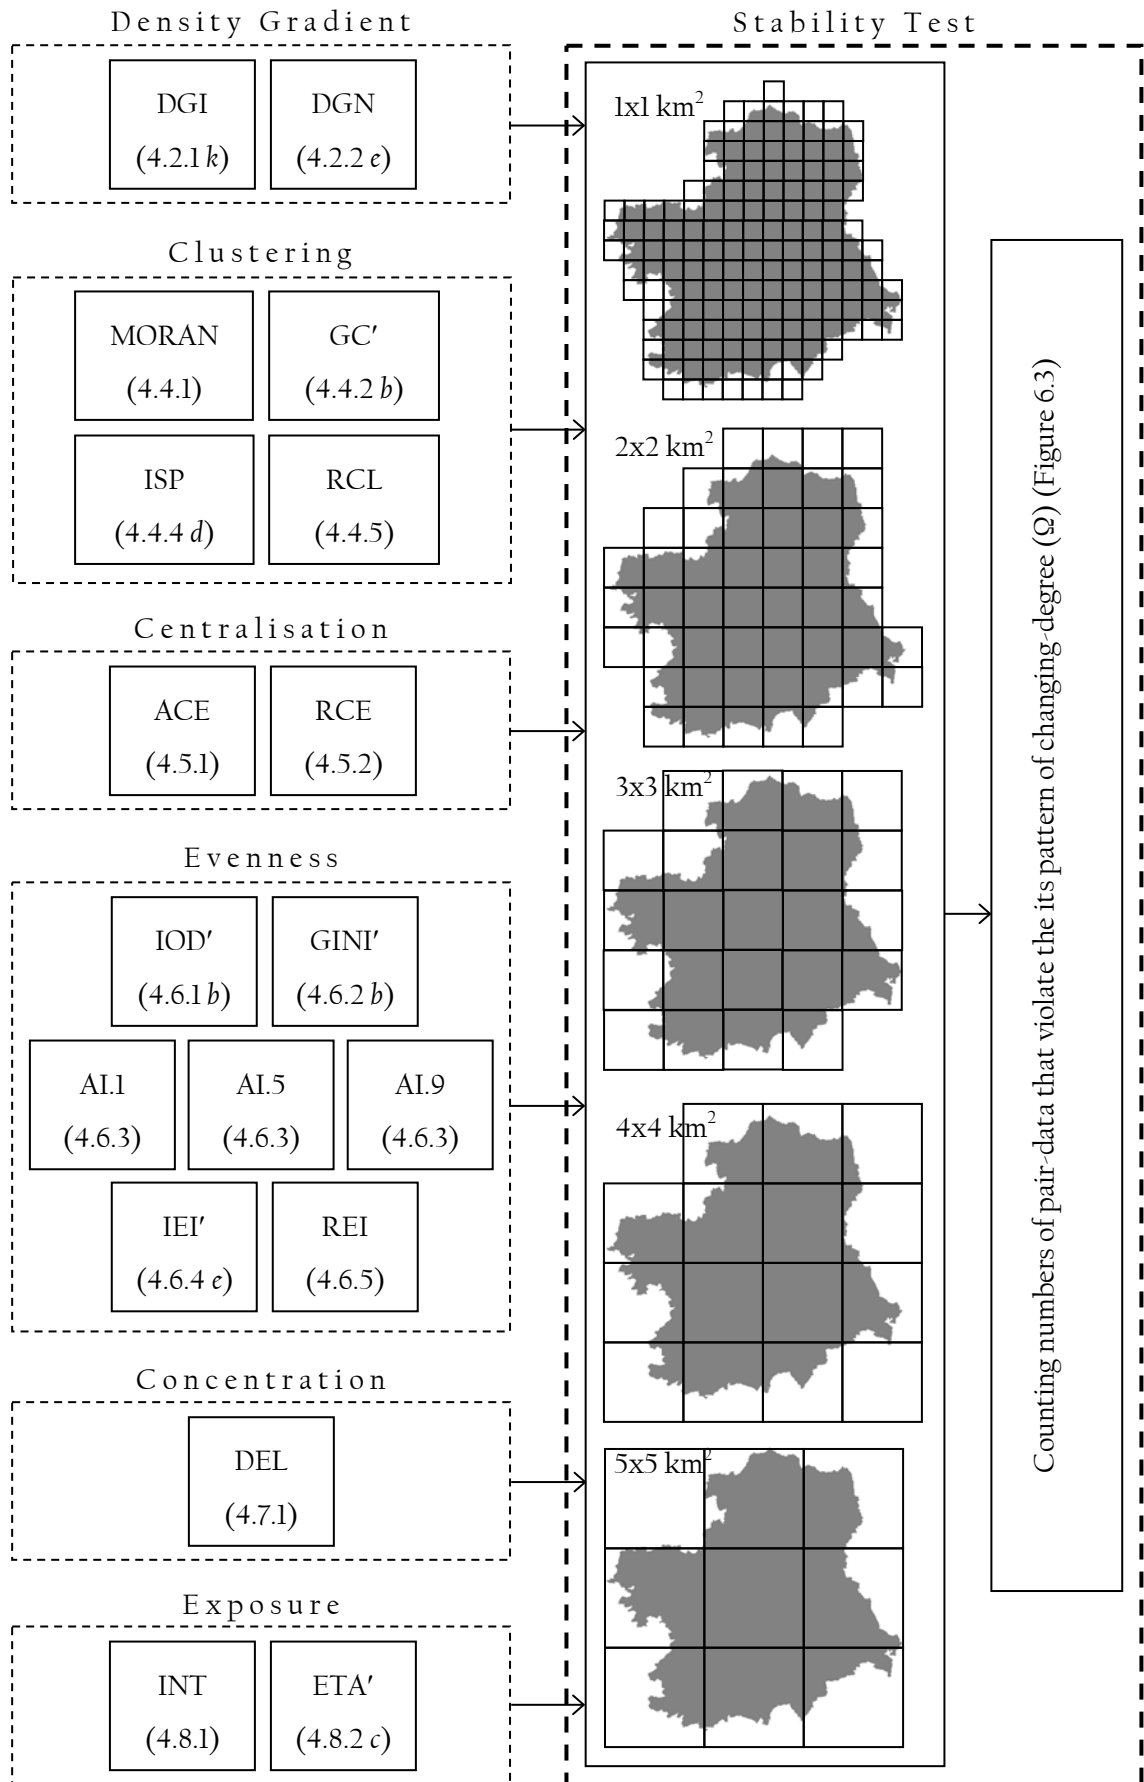 Density Gradient
DGI
(4.2.1 k)
DGN
(4.2.2 e)
Clustering
MORAN
(4.4.1)
GC′
(4.4.2 b)
ISP
(4.4.4 d)
RCL
(4.4.5)
Centralisation
ACE
(4.5.1)
RCE
(4.5.2)
Evenness
IOD′
(4.6.1 b)
GINI′
(4.6.2 b)
AI.1
(4.6.3)
AI.5
(4.6.3)
AI.9
(4.6.3)
IEI′
(4.6.4 e)
REI
(4.6.5)
Concentration
DEL
(4.7.1)
Exposure
INT
(4.8.1)
ETA′
(4.8.2 c)
Stability Test
1x1 km²
2x2 km²
3x3 km²
4x4 km²
5x5 km²
Counting numbers of pair-data that violate the its pattern of changing-degree (Ω) (Figure 6.3)